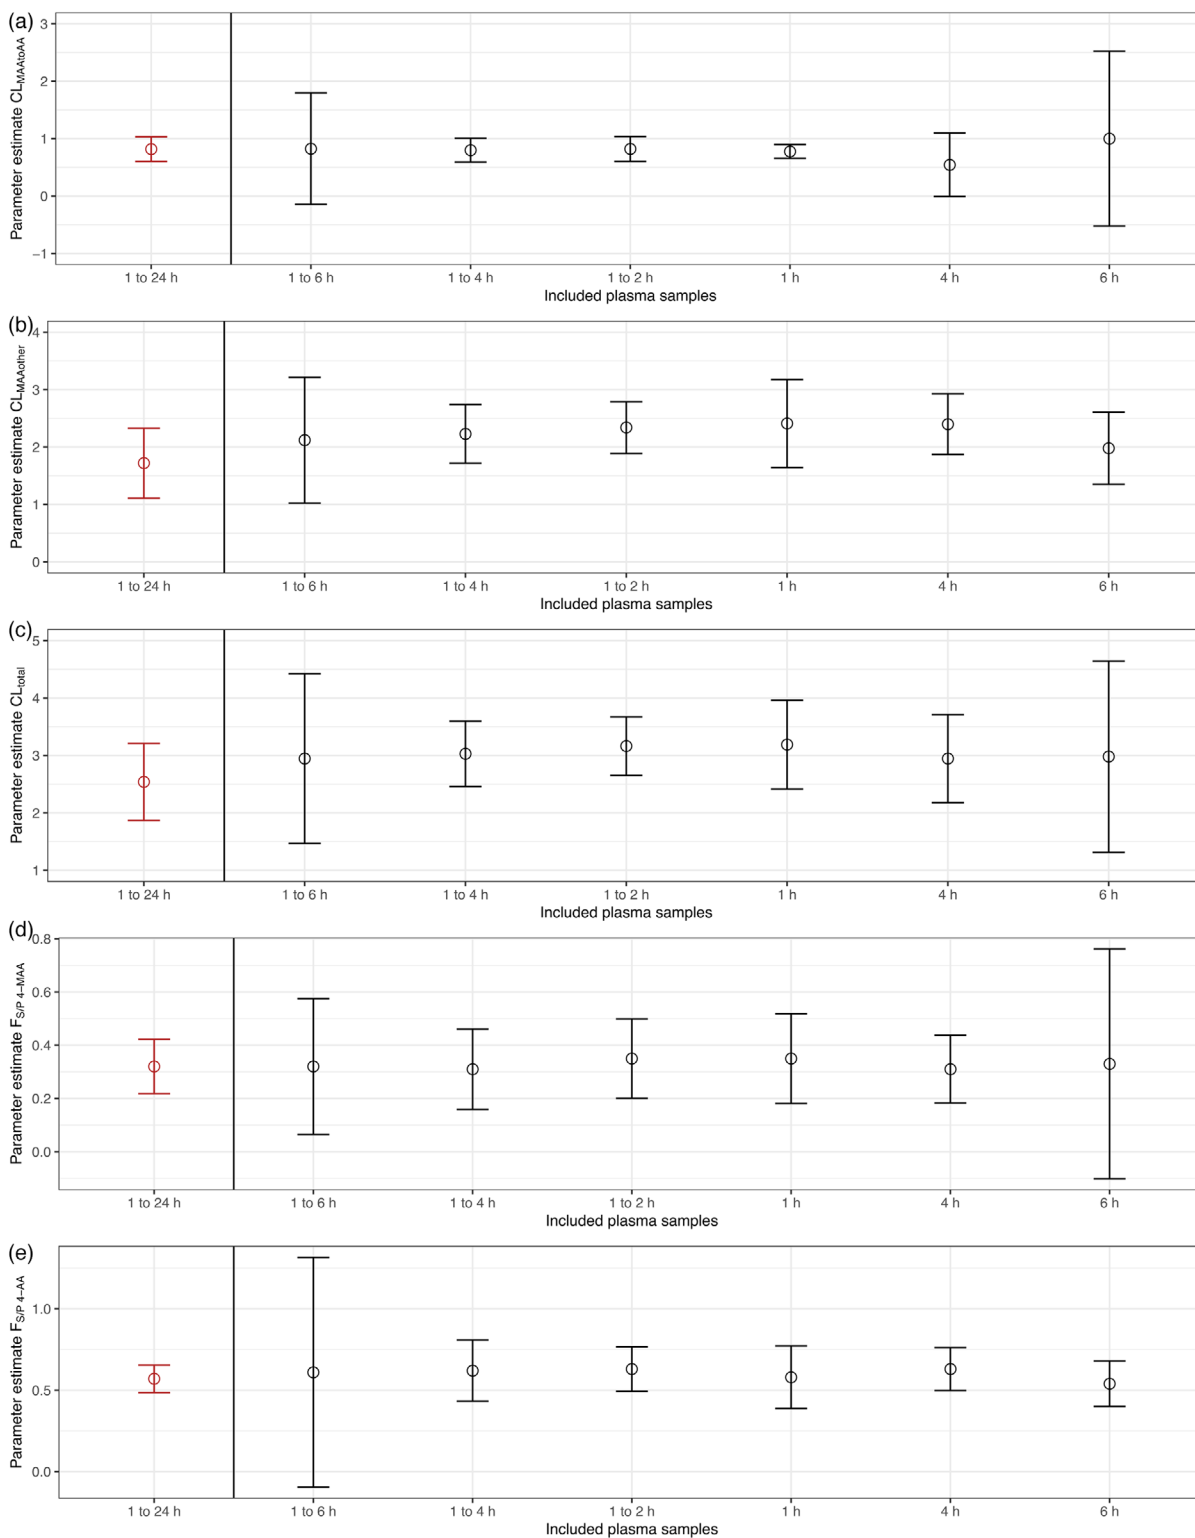 (a)
Parameter estimate CL_MAAtoAA
3
2
1
0
−1
1 to 24 h 1 to 6 h 1 to 4 h 1 to 2 h 1 h 4 h 6 h
Included plasma samples
(b)
Parameter estimate CL_MAAother
4
3
2
1
0
1 to 24 h 1 to 6 h 1 to 4 h 1 to 2 h 1 h 4 h 6 h
Included plasma samples
(c)
Parameter estimate CL_total
5
4
3
2
1
1 to 24 h 1 to 6 h 1 to 4 h 1 to 2 h 1 h 4 h 6 h
Included plasma samples
(d)
Parameter estimate F_S/P 4−MAA
0.8
0.6
0.4
0.2
0.0
1 to 24 h 1 to 6 h 1 to 4 h 1 to 2 h 1 h 4 h 6 h
Included plasma samples
(e)
Parameter estimate F_S/P 4−AA
1.0
0.5
0.0
1 to 24 h 1 to 6 h 1 to 4 h 1 to 2 h 1 h 4 h 6 h
Included plasma samples